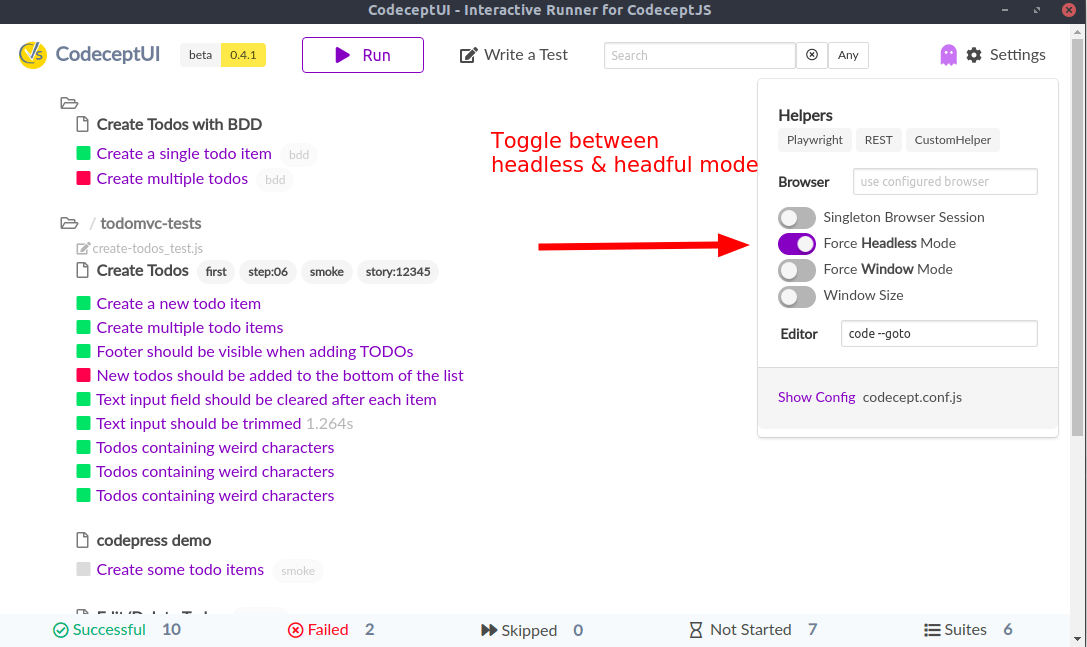 CodeceptUI - Interactive Runner for CodeceptJS
CodeceptUI beta 0.4.1 Run Write a Test Search Any Settings
Create Todos with BDD
Create a single todo item bdd
Create multiple todos bdd
/ todomvc-tests
create-todos_test.js
Create Todos first step:06 smoke story:12345
Create a new todo item
Create multiple todo items
Footer should be visible when adding TODOs
New todos should be added to the bottom of the list
Text input field should be cleared after each item
Text input should be trimmed 1.264s
Todos containing weird characters
Todos containing weird characters
Todos containing weird characters
codepress demo
Create some todo items smoke
Toggle between
headless & headful mode
Helpers
Playwright REST CustomHelper
Browser use configured browser
Singleton Browser Session
Force Headless Mode
Force Window Mode
Window Size
Editor code --goto
Show Config codecept.conf.js
Successful 10 Failed 2 Skipped 0 Not Started 7 Suites 6